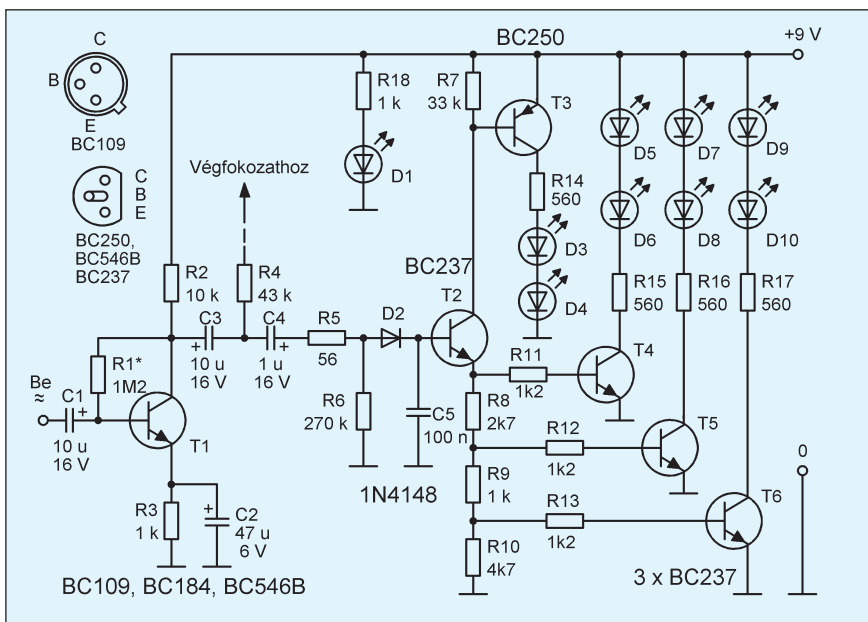 C
B
E
BC109
C
B
E
BC250,
BC546B
BC237
Végfokozathoz
BC250
+9 V
R18
1 k
D1
R7
33 k
T3
R14
560
D3
D4
D5
D6
R15
560
D7
D8
R16
560
D9
D10
R17
560
R2
10 k
R4
43 k
C3
+
10 u
16 V
C4
+
1 u
16 V
R5
56
D2
BC237
T2
R1*
1M2
Be
≈
C1
+
10 u
16 V
T1
R6
270 k
C5
100 n
1N4148
R11
1k2
T4
R8
2k7
R12
1k2
T5
R9
1 k
R13
1k2
T6
R10
4k7
0
R3
1 k
+
C2
47 u
6 V
BC109, BC184, BC546B
3 x BC237